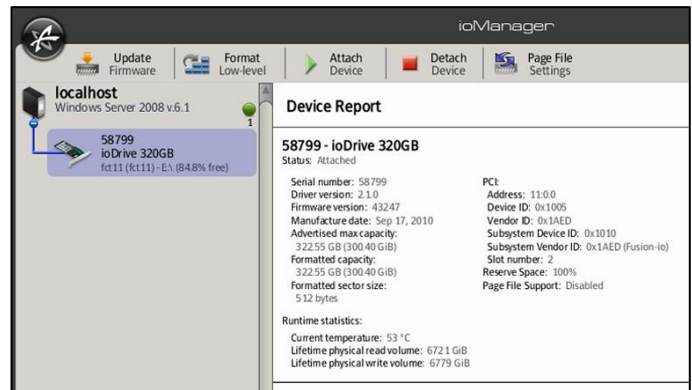 ioManager
Update Firmware
Format Low-level
Attach Device
Detach Device
Page File Settings
localhost
Windows Server 2008 v.6.1
1
58799
ioDrive 320GB
fct11 (fct11) - E:\ (84.8% free)
Device Report
58799 - ioDrive 320GB
Status: Attached
Serial number: 58799
Driver version: 2.1.0
Firmware version: 43247
Manufacture date: Sep 17, 2010
Advertised max capacity:
322.55 GB (300.40 GiB)
Formatted capacity:
322.55 GB (300.40 GiB)
Formatted sector size:
512 bytes
PCI:
Address: 11:0.0
Device ID: 0x1005
Vendor ID: 0x1AED
Subsystem Device ID: 0x1010
Subsystem Vendor ID: 0x1AED (Fusion-io)
Slot number: 2
Reserve Space: 100%
Page File Support: Disabled
Runtime statistics:
Current temperature: 53 °C
Lifetime physical read volume: 6721 GiB
Lifetime physical write volume: 6779 GiB